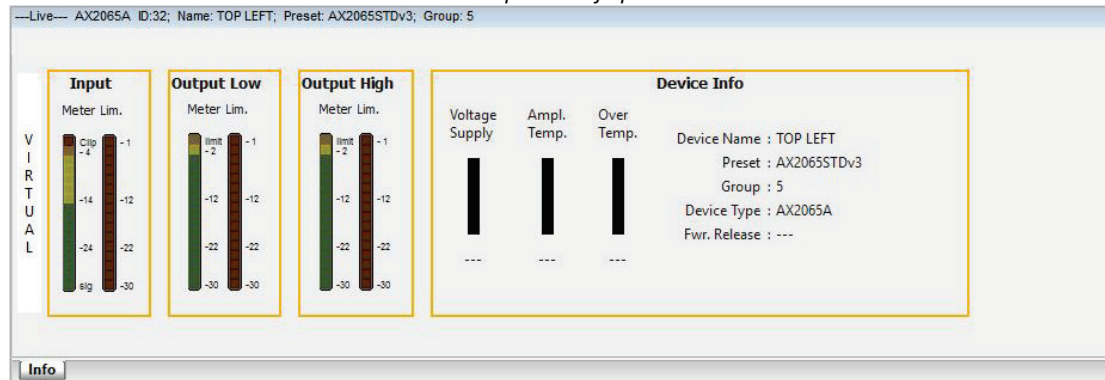 ---Live--- AX2065A ID:32; Name: TOP LEFT; Preset: AX2065STDv3; Group: 5
VIRTUAL
Input
Meter Lim.
Clip
- 4
-14
-24
sig
- 1
-12
-22
-30
Output Low
Meter Lim.
limit
- 2
-12
-22
-30
- 1
-12
-22
-30
Output High
Meter Lim.
limit
- 2
-12
-22
-30
- 1
-12
-22
-30
Device Info
Voltage Supply
---
Ampl. Temp.
---
Over Temp.
---
Device Name : TOP LEFT
Preset : AX2065STDv3
Group : 5
Device Type : AX2065A
Fwr. Release : ---
Info